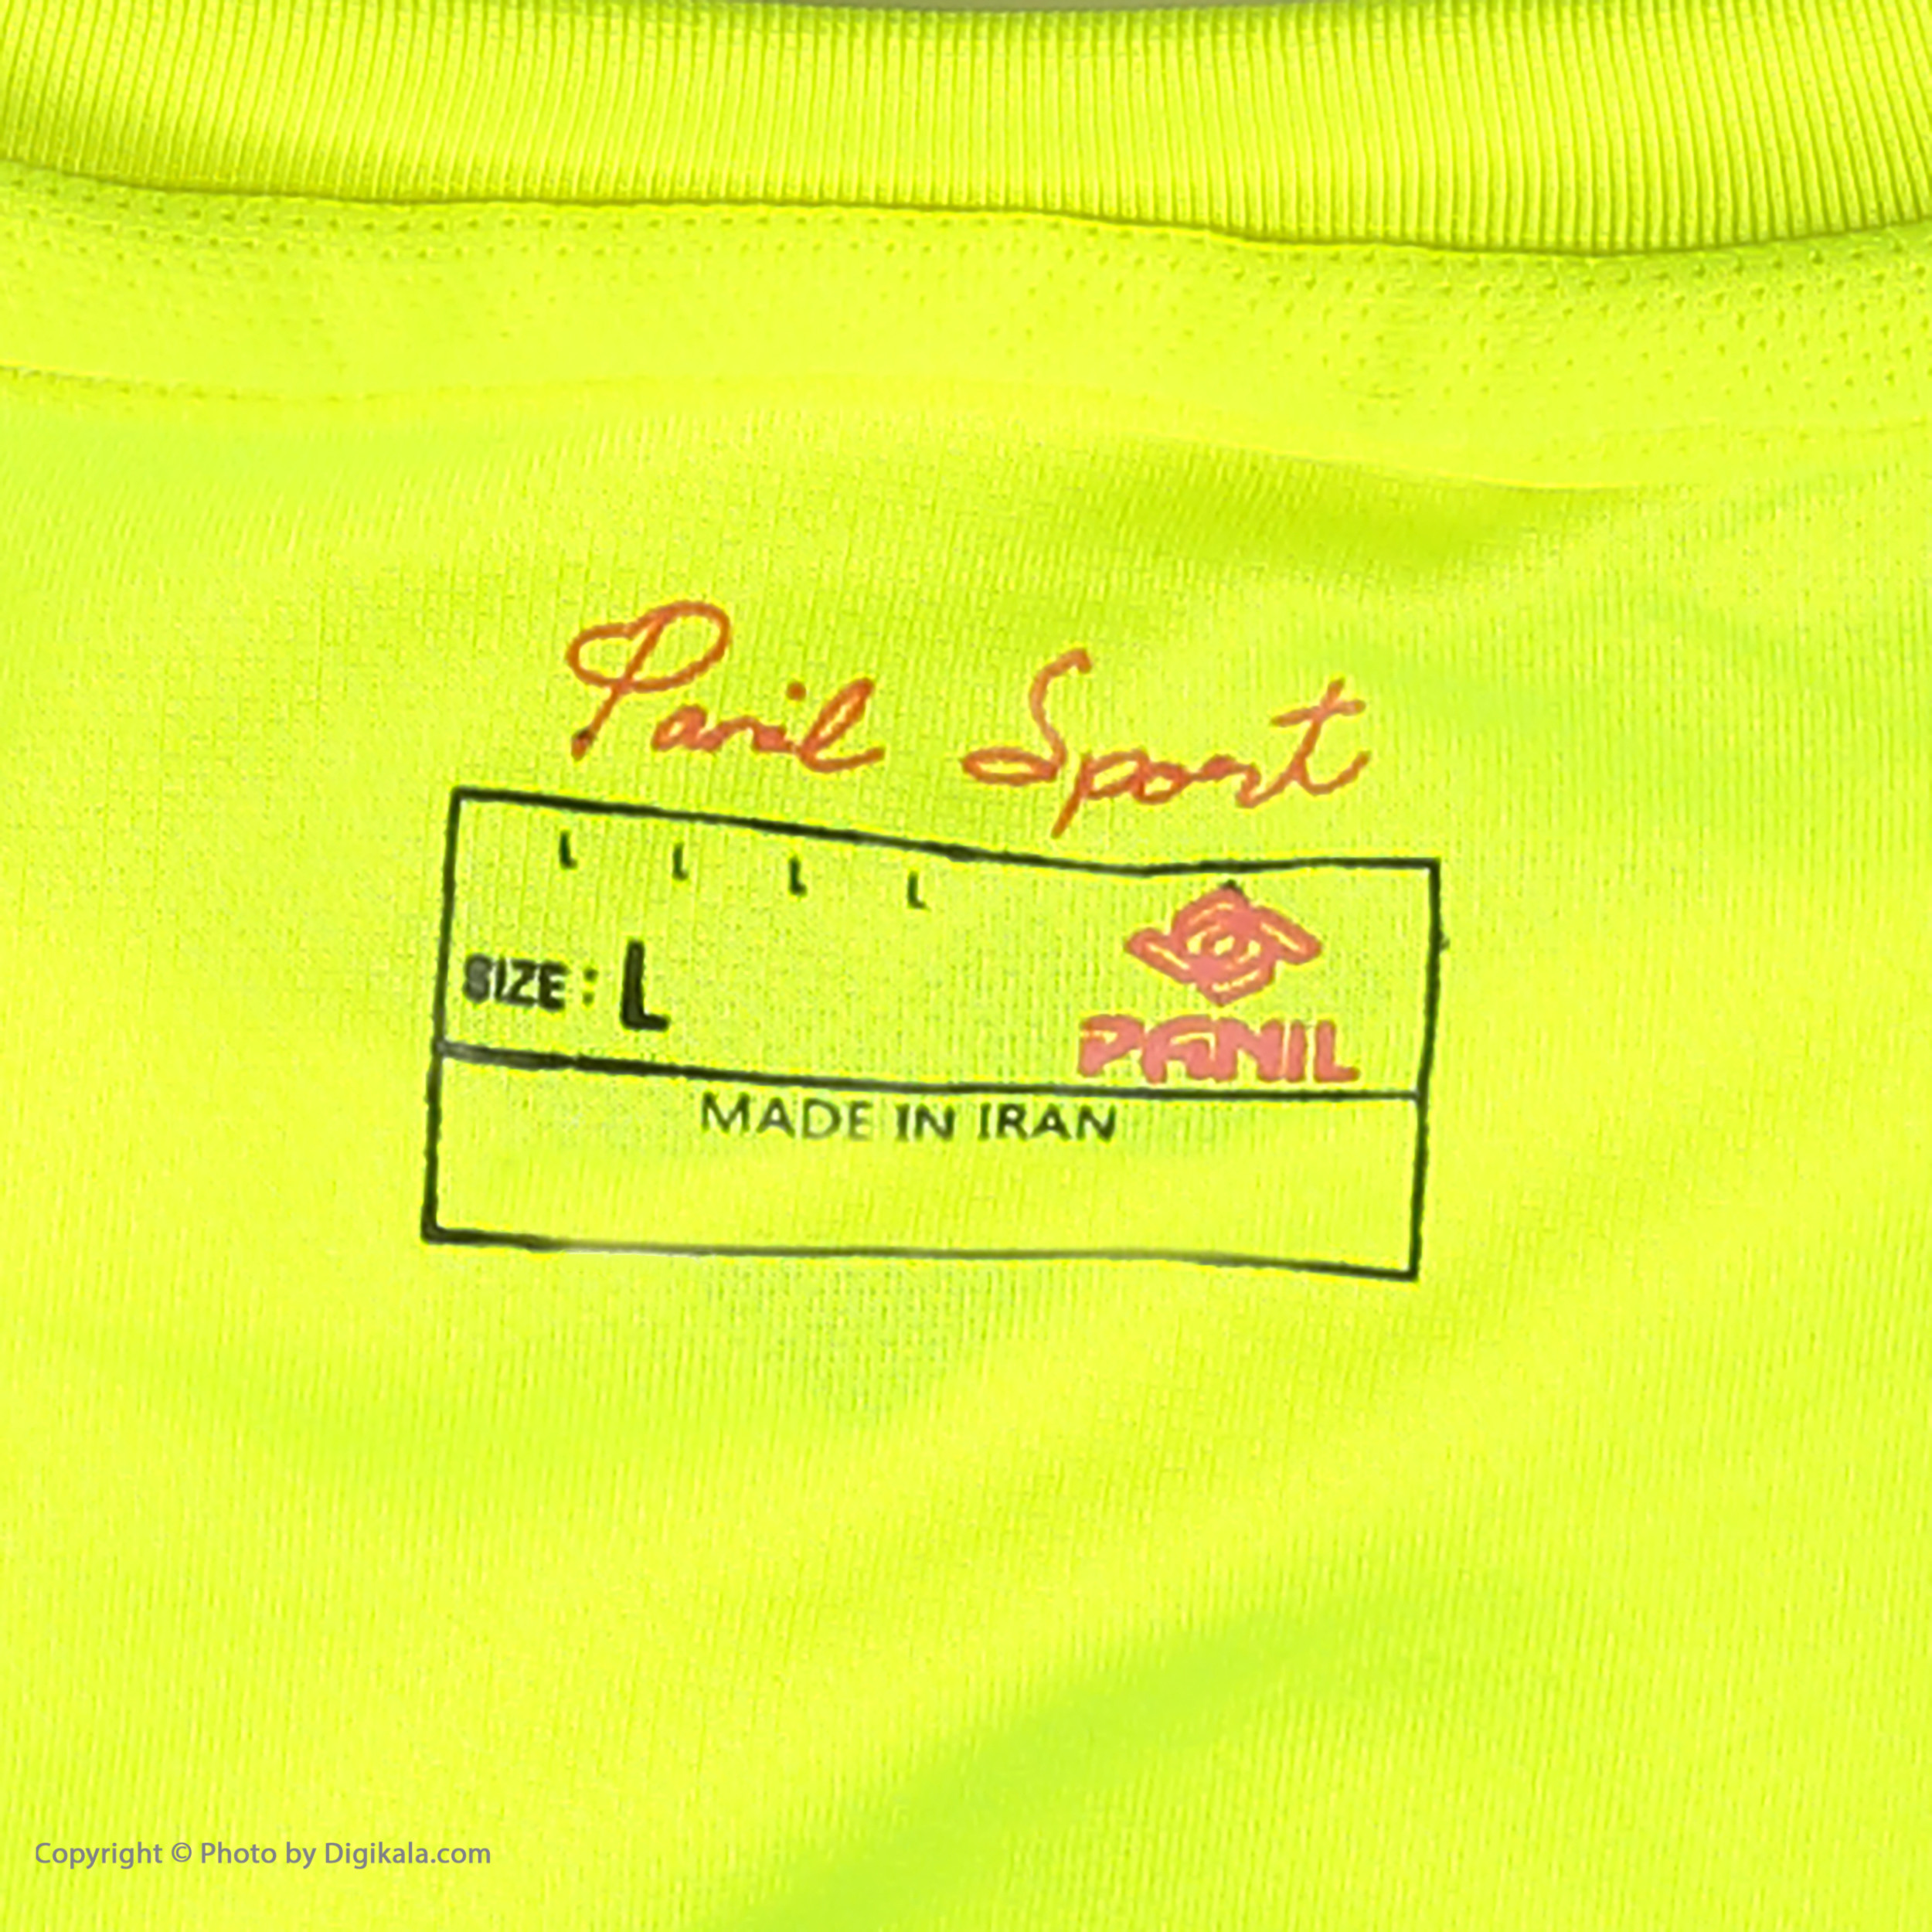 Panil Sport
L L L L
SIZE : L
PANIL
MADE IN IRAN
Copyright © Photo by Digikala.com